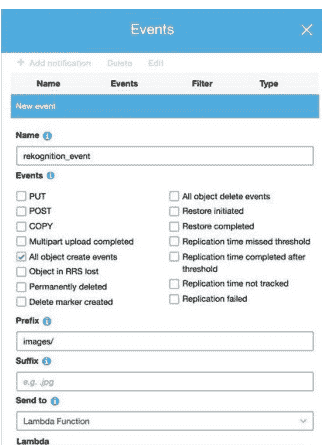 Events
+ Add notification Delete Edit
Name Events Filter Type
New event
Name
rekognition_event
Events
PUT
POST
COPY
Multipart upload completed
All object create events
Object in RRS lost
Permanently deleted
Delete marker created
All object delete events
Restore initiated
Restore completed
Replication time missed threshold
Replication time completed after
threshold
Replication time not tracked
Replication failed
Prefix
images/
Suffix
e.g. .jpg
Send to
Lambda Function
Lambda